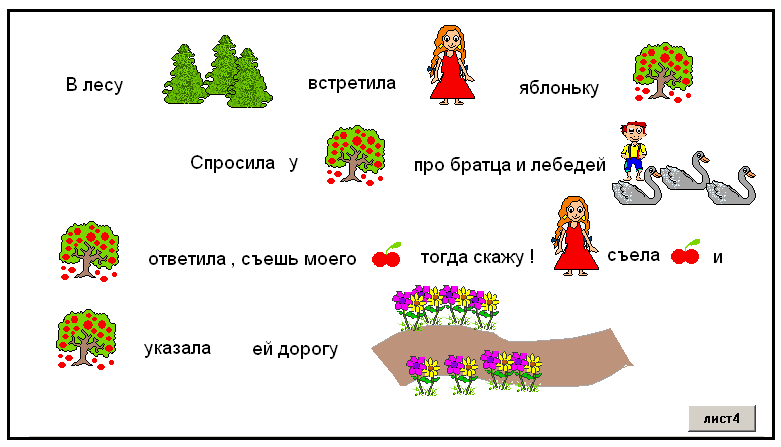 В лесу встретила яблоньку
Спросила у про братца и лебедей
ответила , съешь моего тогда скажу ! съела и
указала ей дорогу
лист4